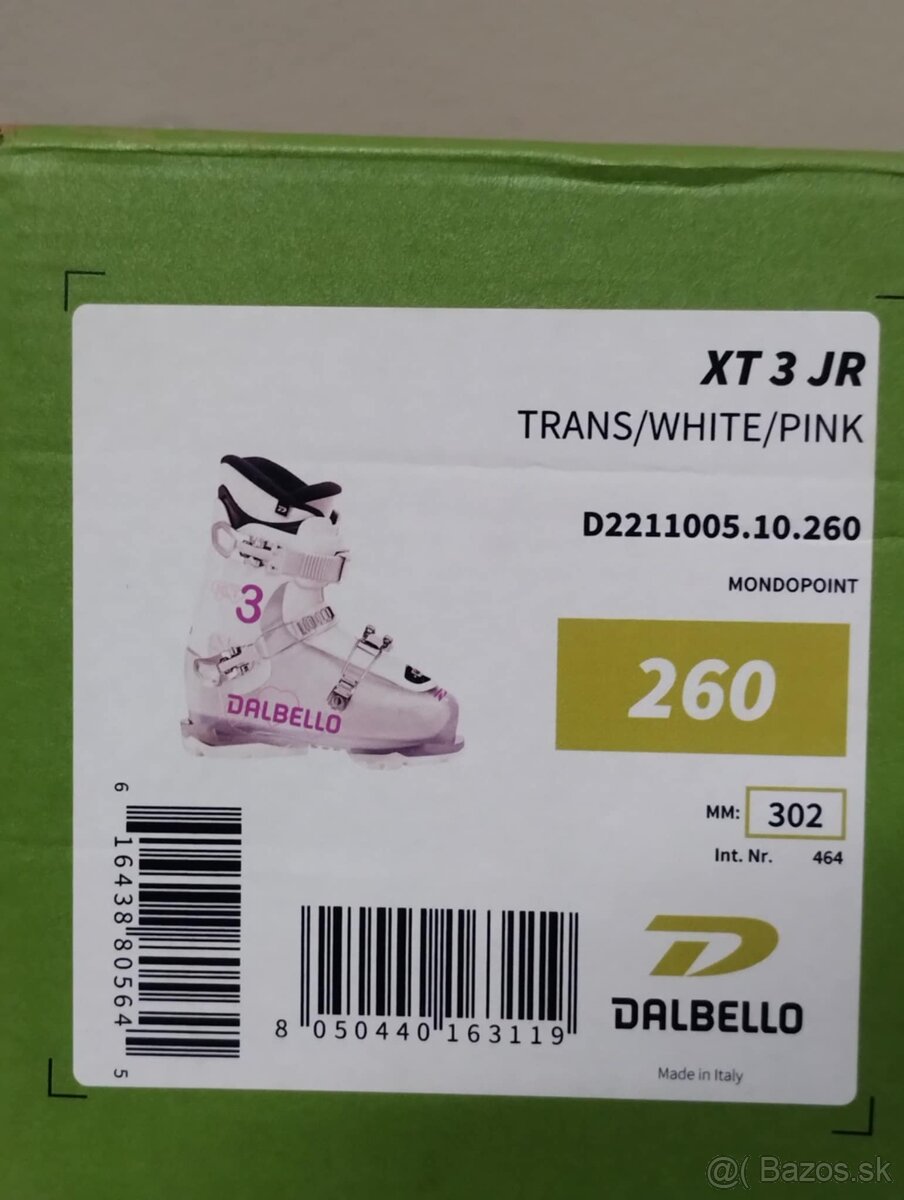 XT 3 JR
TRANS/WHITE/PINK
D2211005.10.260
MONDOPOINT
260
3
DALBELLO
MM: 302
Int. Nr. 464
6 16438 80564 5
8 050440 163119
DALBELLO
Made in Italy
@( Bazos.sk